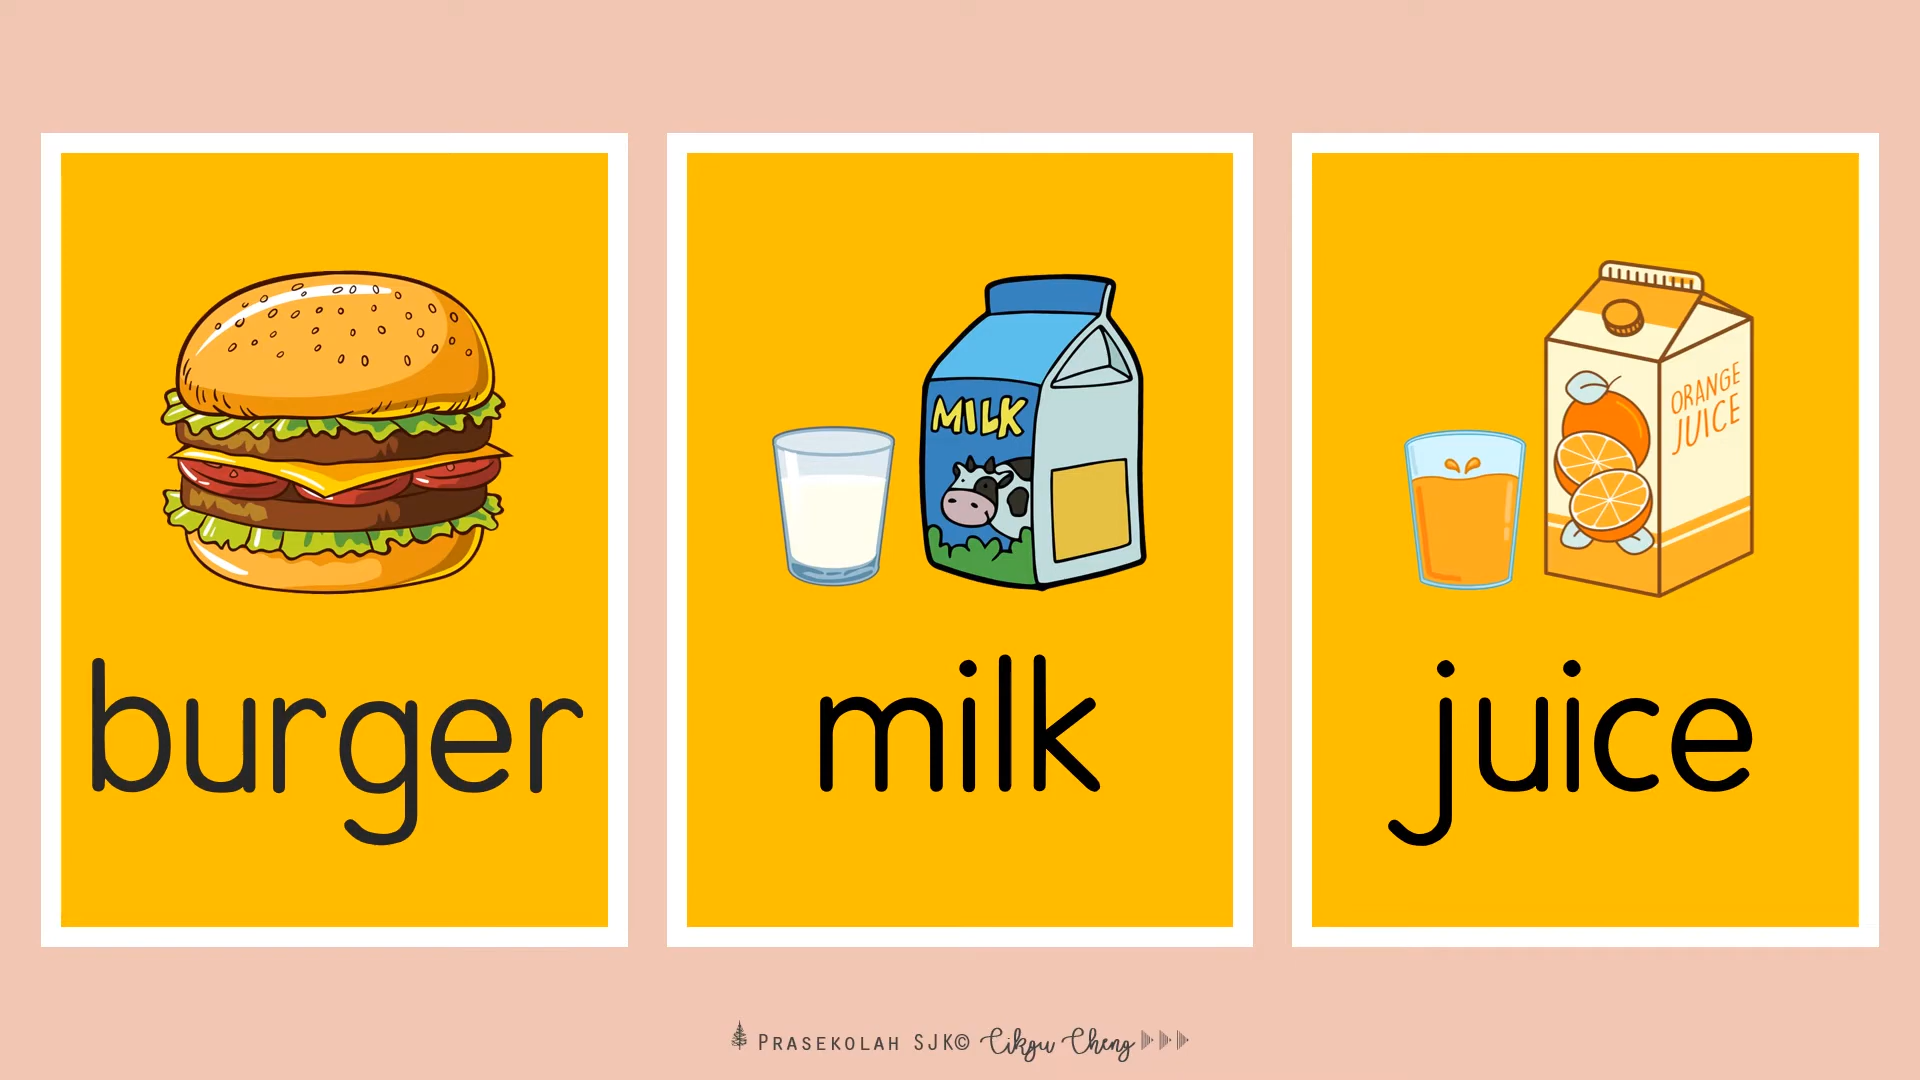 MILK
ORANGE
JUICE
burger
milk
juice
PRASEKOLAH SJK© Cikgu Cheng